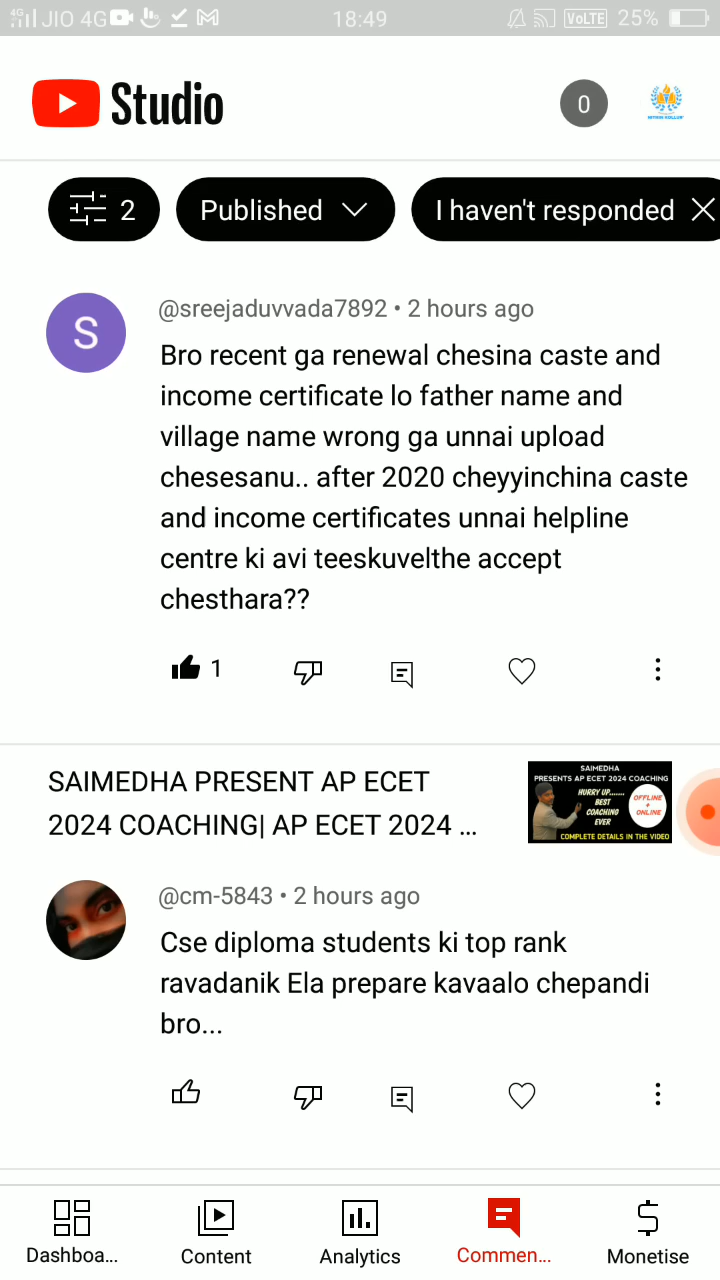 4G JIO 4G 18:49 VoLTE 25%
Studio 0
2 Published I haven't responded
S
@sreejaduvvada7892 • 2 hours ago
Bro recent ga renewal chesina caste and
income certificate lo father name and
village name wrong ga unnai upload
chesesanu.. after 2020 cheyyinchina caste
and income certificates unnai helpline
centre ki avi teeskuvelthe accept
chesthara??
1
SAIMEDHA PRESENT AP ECET
2024 COACHING| AP ECET 2024 ...
SAIMEDHA
PRESENTS AP ECET 2024 COACHING
HURRY UP.......
BEST
COACHING
EVER
OFFLINE
+
ONLINE
COMPLETE DETAILS IN THE VIDEO
@cm-5843 • 2 hours ago
Cse diploma students ki top rank
ravadanik Ela prepare kavaalo chepandi
bro...
Dashboa... Content Analytics Commen... Monetise